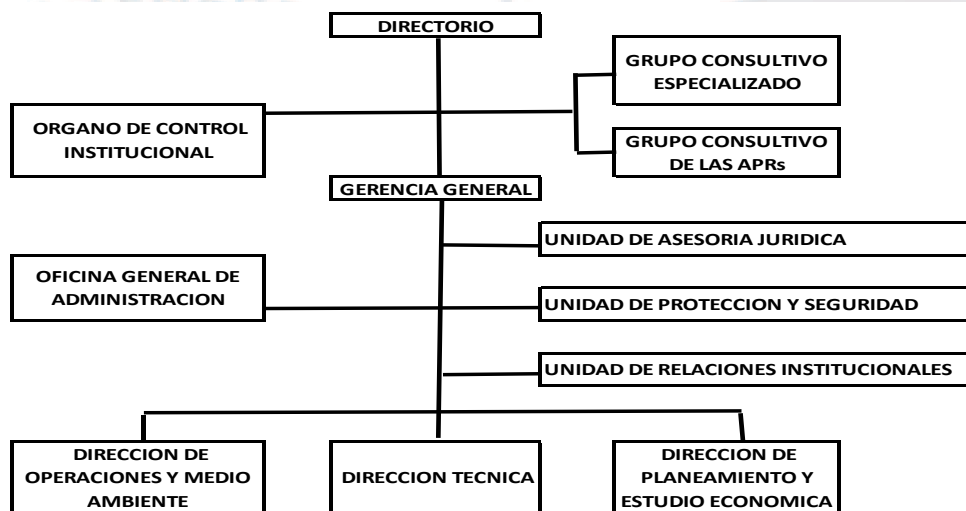 DIRECTORIO
GRUPO CONSULTIVO
ESPECIALIZADO
ORGANO DE CONTROL
INSTITUCIONAL
GRUPO CONSULTIVO
DE LAS APRs
GERENCIA GENERAL
UNIDAD DE ASESORIA JURIDICA
OFICINA GENERAL DE
ADMINISTRACION
UNIDAD DE PROTECCION Y SEGURIDAD
UNIDAD DE RELACIONES INSTITUCIONALES
DIRECCION DE
OPERACIONES Y MEDIO
AMBIENTE
DIRECCION TECNICA
DIRECCION DE
PLANEAMIENTO Y
ESTUDIO ECONOMICA